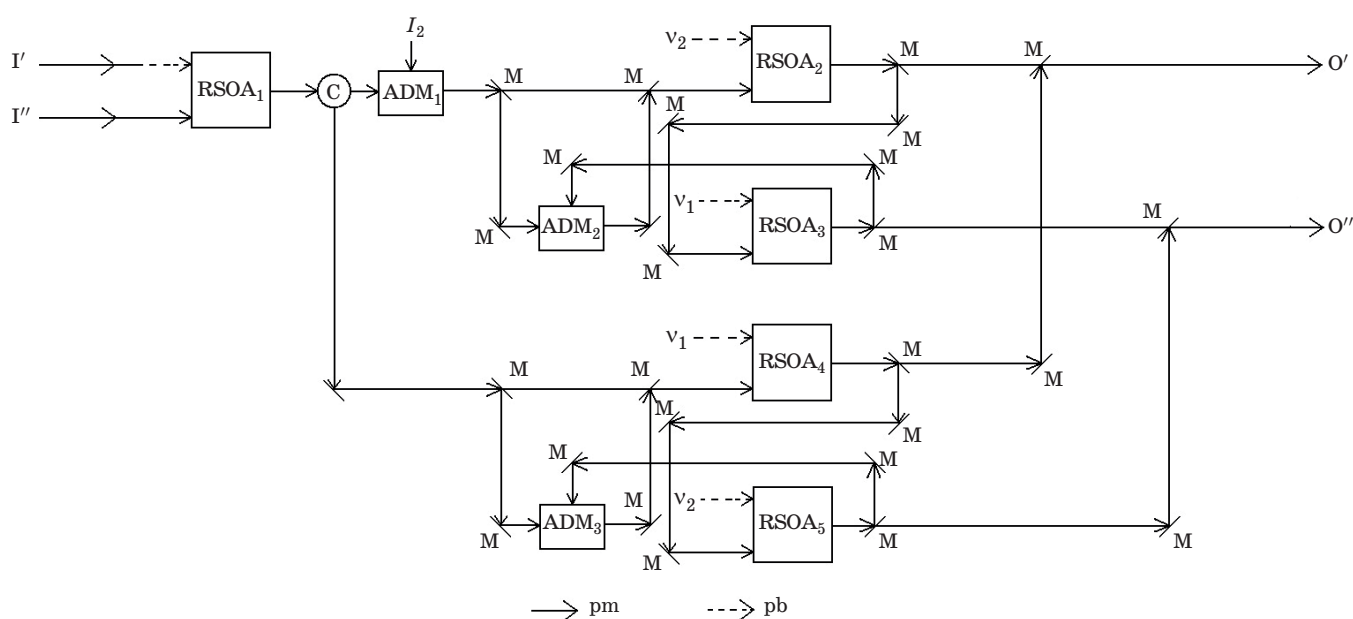 I₂
I′
I″
RSOA₁
C
ADM₁
M
M
ν₂
RSOA₂
M
M
O′
M
M
M
ADM₂
M
M
ν₁
RSOA₃
M
M
M
O″
ν₁
RSOA₄
M
M
M
M
M
M
M
M
ADM₃
M
M
ν₂
RSOA₅
M
M
M
M
pm
pb